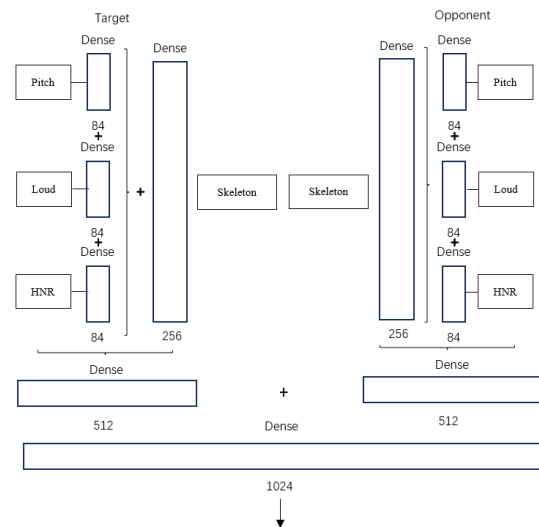 Target
Opponent
Dense
Dense
Dense
Dense
Pitch
Pitch
84
+
84
+
Dense
Dense
Loud
+
Skeleton
Skeleton
Loud
84
+
84
+
Dense
Dense
HNR
HNR
84
256
256
84
Dense
Dense
+
512
Dense
512
1024